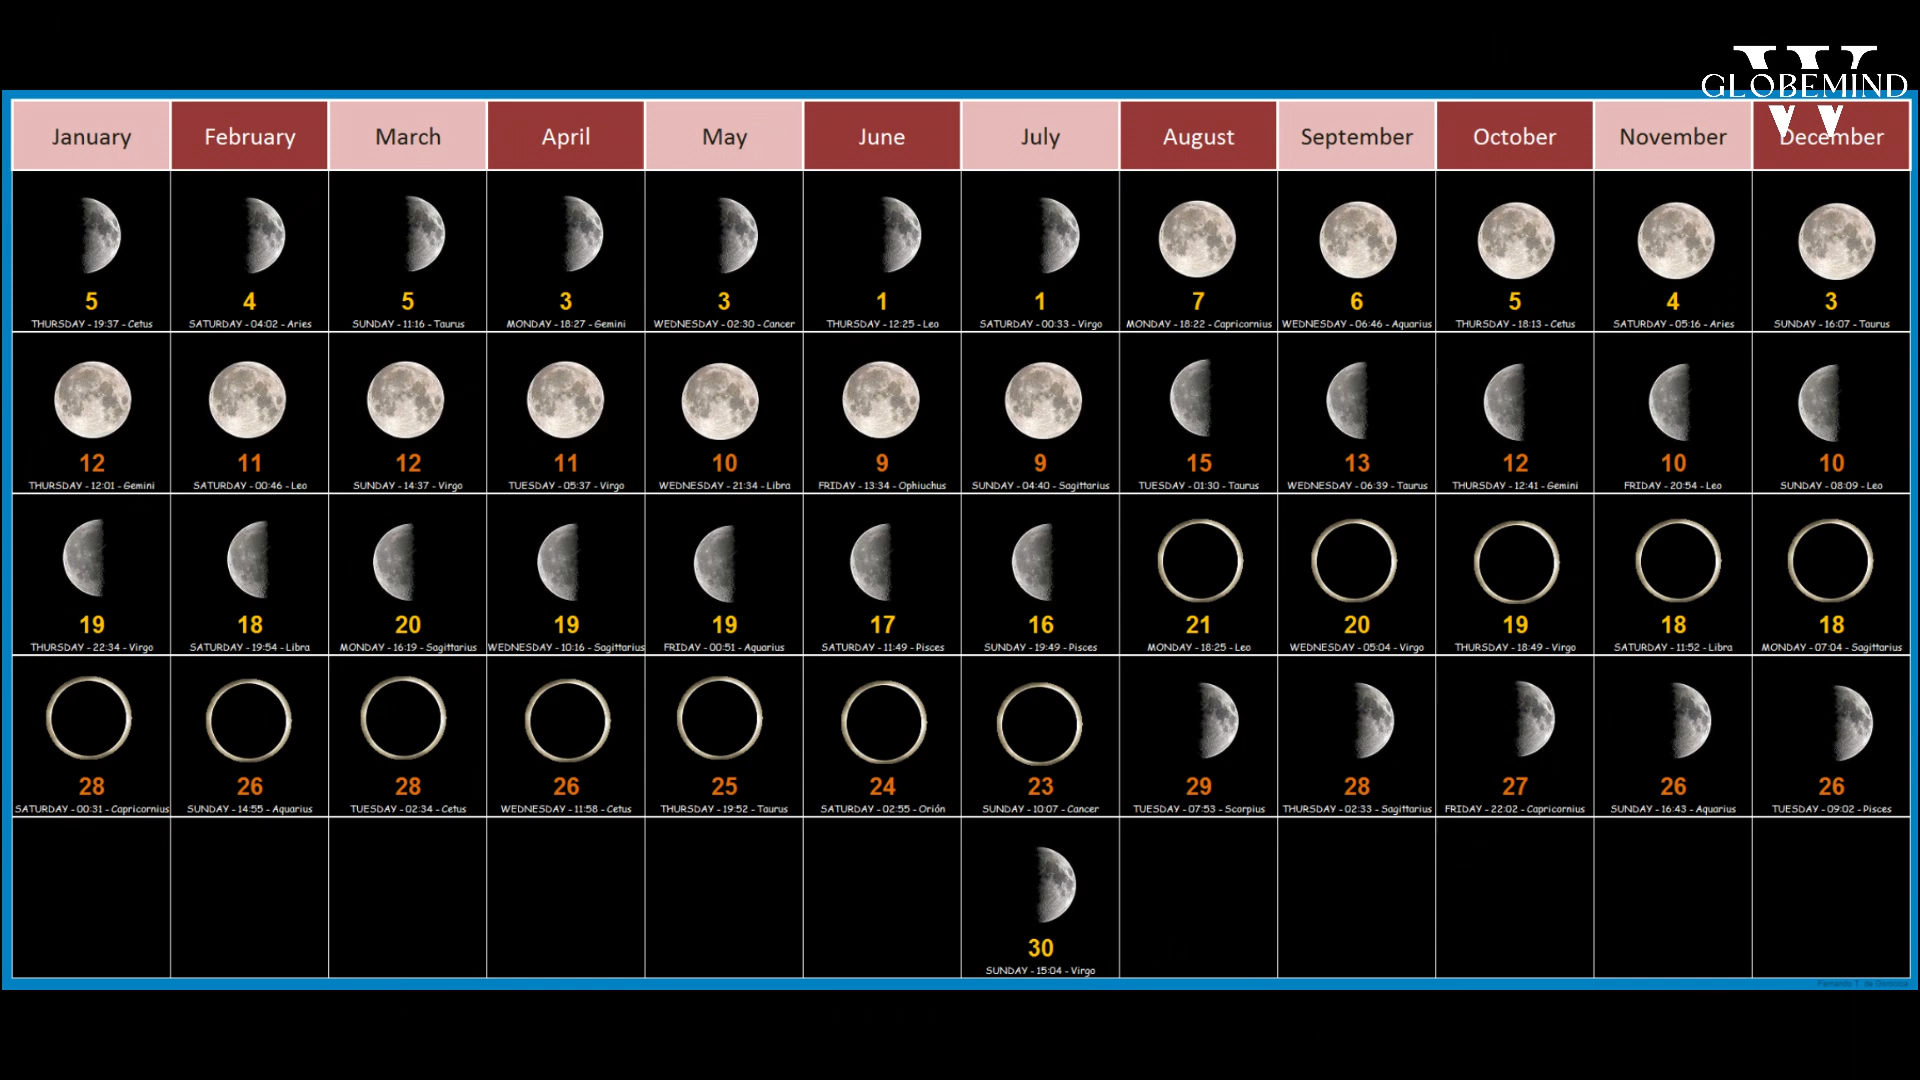 W
GLOBEMIND
January February March April May June July August September October November December
5 4 5 3 3 1 1 7 6 5 4 3
THURSDAY - 19:37 - Cetus SATURDAY - 04:02 - Aries SUNDAY - 11:16 - Taurus MONDAY - 18:27 - Gemini WEDNESDAY - 02:30 - Cancer THURSDAY - 12:25 - Leo SATURDAY - 00:33 - Virgo MONDAY - 18:22 - Capricornius WEDNESDAY - 06:46 - Aquarius THURSDAY - 18:13 - Cetus SATURDAY - 05:16 - Aries SUNDAY - 16:07 - Taurus
12 11 12 11 10 9 9 15 13 12 10 10
THURSDAY - 12:01 - Gemini SATURDAY - 00:46 - Leo SUNDAY - 14:37 - Virgo TUESDAY - 05:37 - Virgo WEDNESDAY - 21:34 - Libra FRIDAY - 13:34 - Ophiuchus SUNDAY - 04:40 - Sagittarius TUESDAY - 01:30 - Taurus WEDNESDAY - 06:39 - Taurus THURSDAY - 12:41 - Gemini FRIDAY - 20:54 - Leo SUNDAY - 08:09 - Leo
19 18 20 19 19 17 16 21 20 19 18 18
THURSDAY - 22:34 - Virgo SATURDAY - 19:54 - Libra MONDAY - 16:19 - Sagittarius WEDNESDAY - 10:16 - Sagittarius FRIDAY - 00:51 - Aquarius SATURDAY - 11:49 - Pisces SUNDAY - 19:49 - Pisces MONDAY - 18:25 - Leo WEDNESDAY - 05:04 - Virgo THURSDAY - 18:49 - Virgo SATURDAY - 11:52 - Libra MONDAY - 07:04 - Sagittarius
28 26 28 26 25 24 23 29 28 27 26 26
SATURDAY - 00:31 - Capricornius SUNDAY - 14:55 - Aquarius TUESDAY - 02:34 - Cetus WEDNESDAY - 11:58 - Cetus THURSDAY - 19:52 - Taurus SATURDAY - 02:55 - Orión SUNDAY - 10:07 - Cancer TUESDAY - 07:53 - Scorpius THURSDAY - 02:33 - Sagittarius FRIDAY - 22:02 - Capricornius SUNDAY - 16:43 - Aquarius TUESDAY - 09:02 - Pisces
30
SUNDAY - 15:04 - Virgo